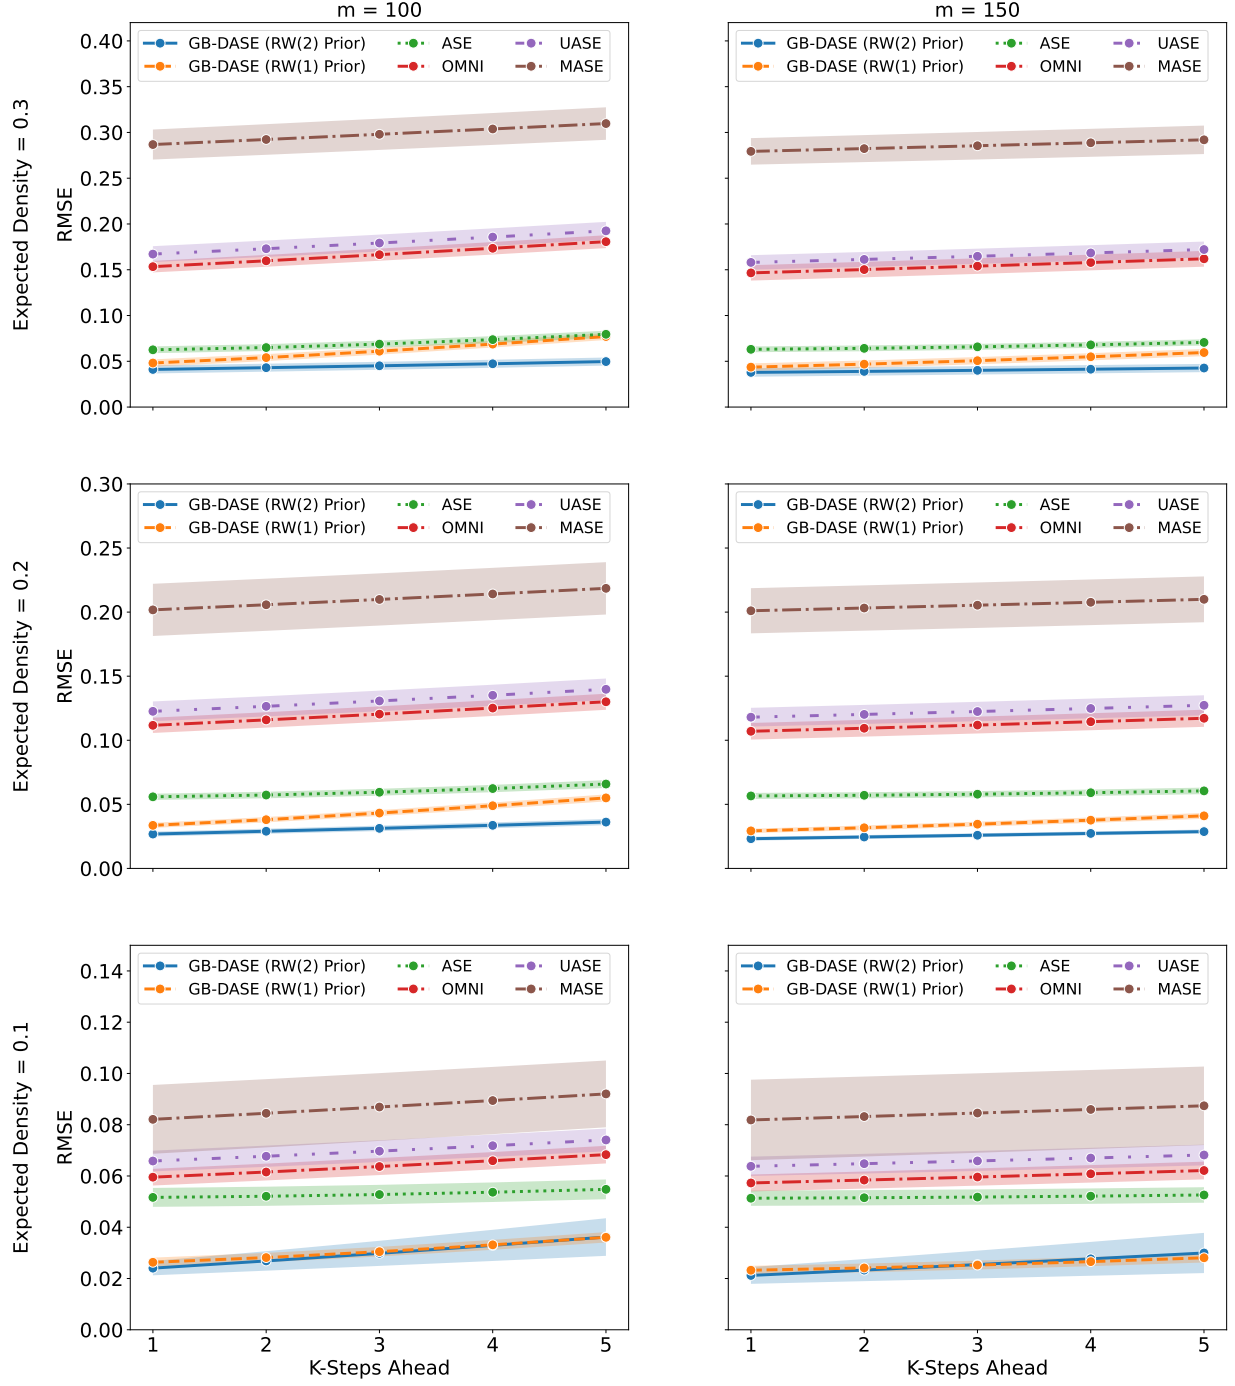 m = 100
m = 150
Expected Density = 0.3
RMSE
0.40
0.35
0.30
0.25
0.20
0.15
0.10
0.05
0.00
GB-DASE (RW(2) Prior) ASE UASE
GB-DASE (RW(1) Prior) OMNI MASE
GB-DASE (RW(2) Prior) ASE UASE
GB-DASE (RW(1) Prior) OMNI MASE
Expected Density = 0.2
RMSE
0.30
0.25
0.20
0.15
0.10
0.05
0.00
GB-DASE (RW(2) Prior) ASE UASE
GB-DASE (RW(1) Prior) OMNI MASE
GB-DASE (RW(2) Prior) ASE UASE
GB-DASE (RW(1) Prior) OMNI MASE
Expected Density = 0.1
RMSE
0.14
0.12
0.10
0.08
0.06
0.04
0.02
0.00
GB-DASE (RW(2) Prior) ASE UASE
GB-DASE (RW(1) Prior) OMNI MASE
GB-DASE (RW(2) Prior) ASE UASE
GB-DASE (RW(1) Prior) OMNI MASE
1 2 3 4 5
K-Steps Ahead
1 2 3 4 5
K-Steps Ahead